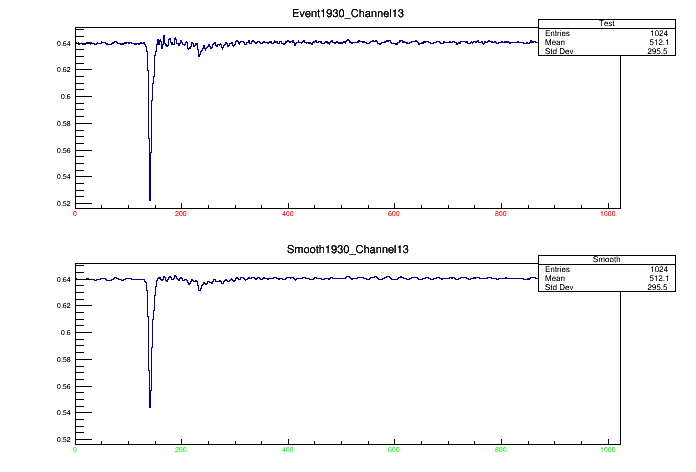 Event1930_Channel13
Test
Entries 1024
Mean 512.1
Std Dev 295.5
0.64
0.62
0.6
0.58
0.56
0.54
0.52
0 200 400 600 800 1000
Smooth1930_Channel13
Smooth
Entries 1024
Mean 512.1
Std Dev 295.5
0.64
0.62
0.6
0.58
0.56
0.54
0.52
0 200 400 600 800 1000